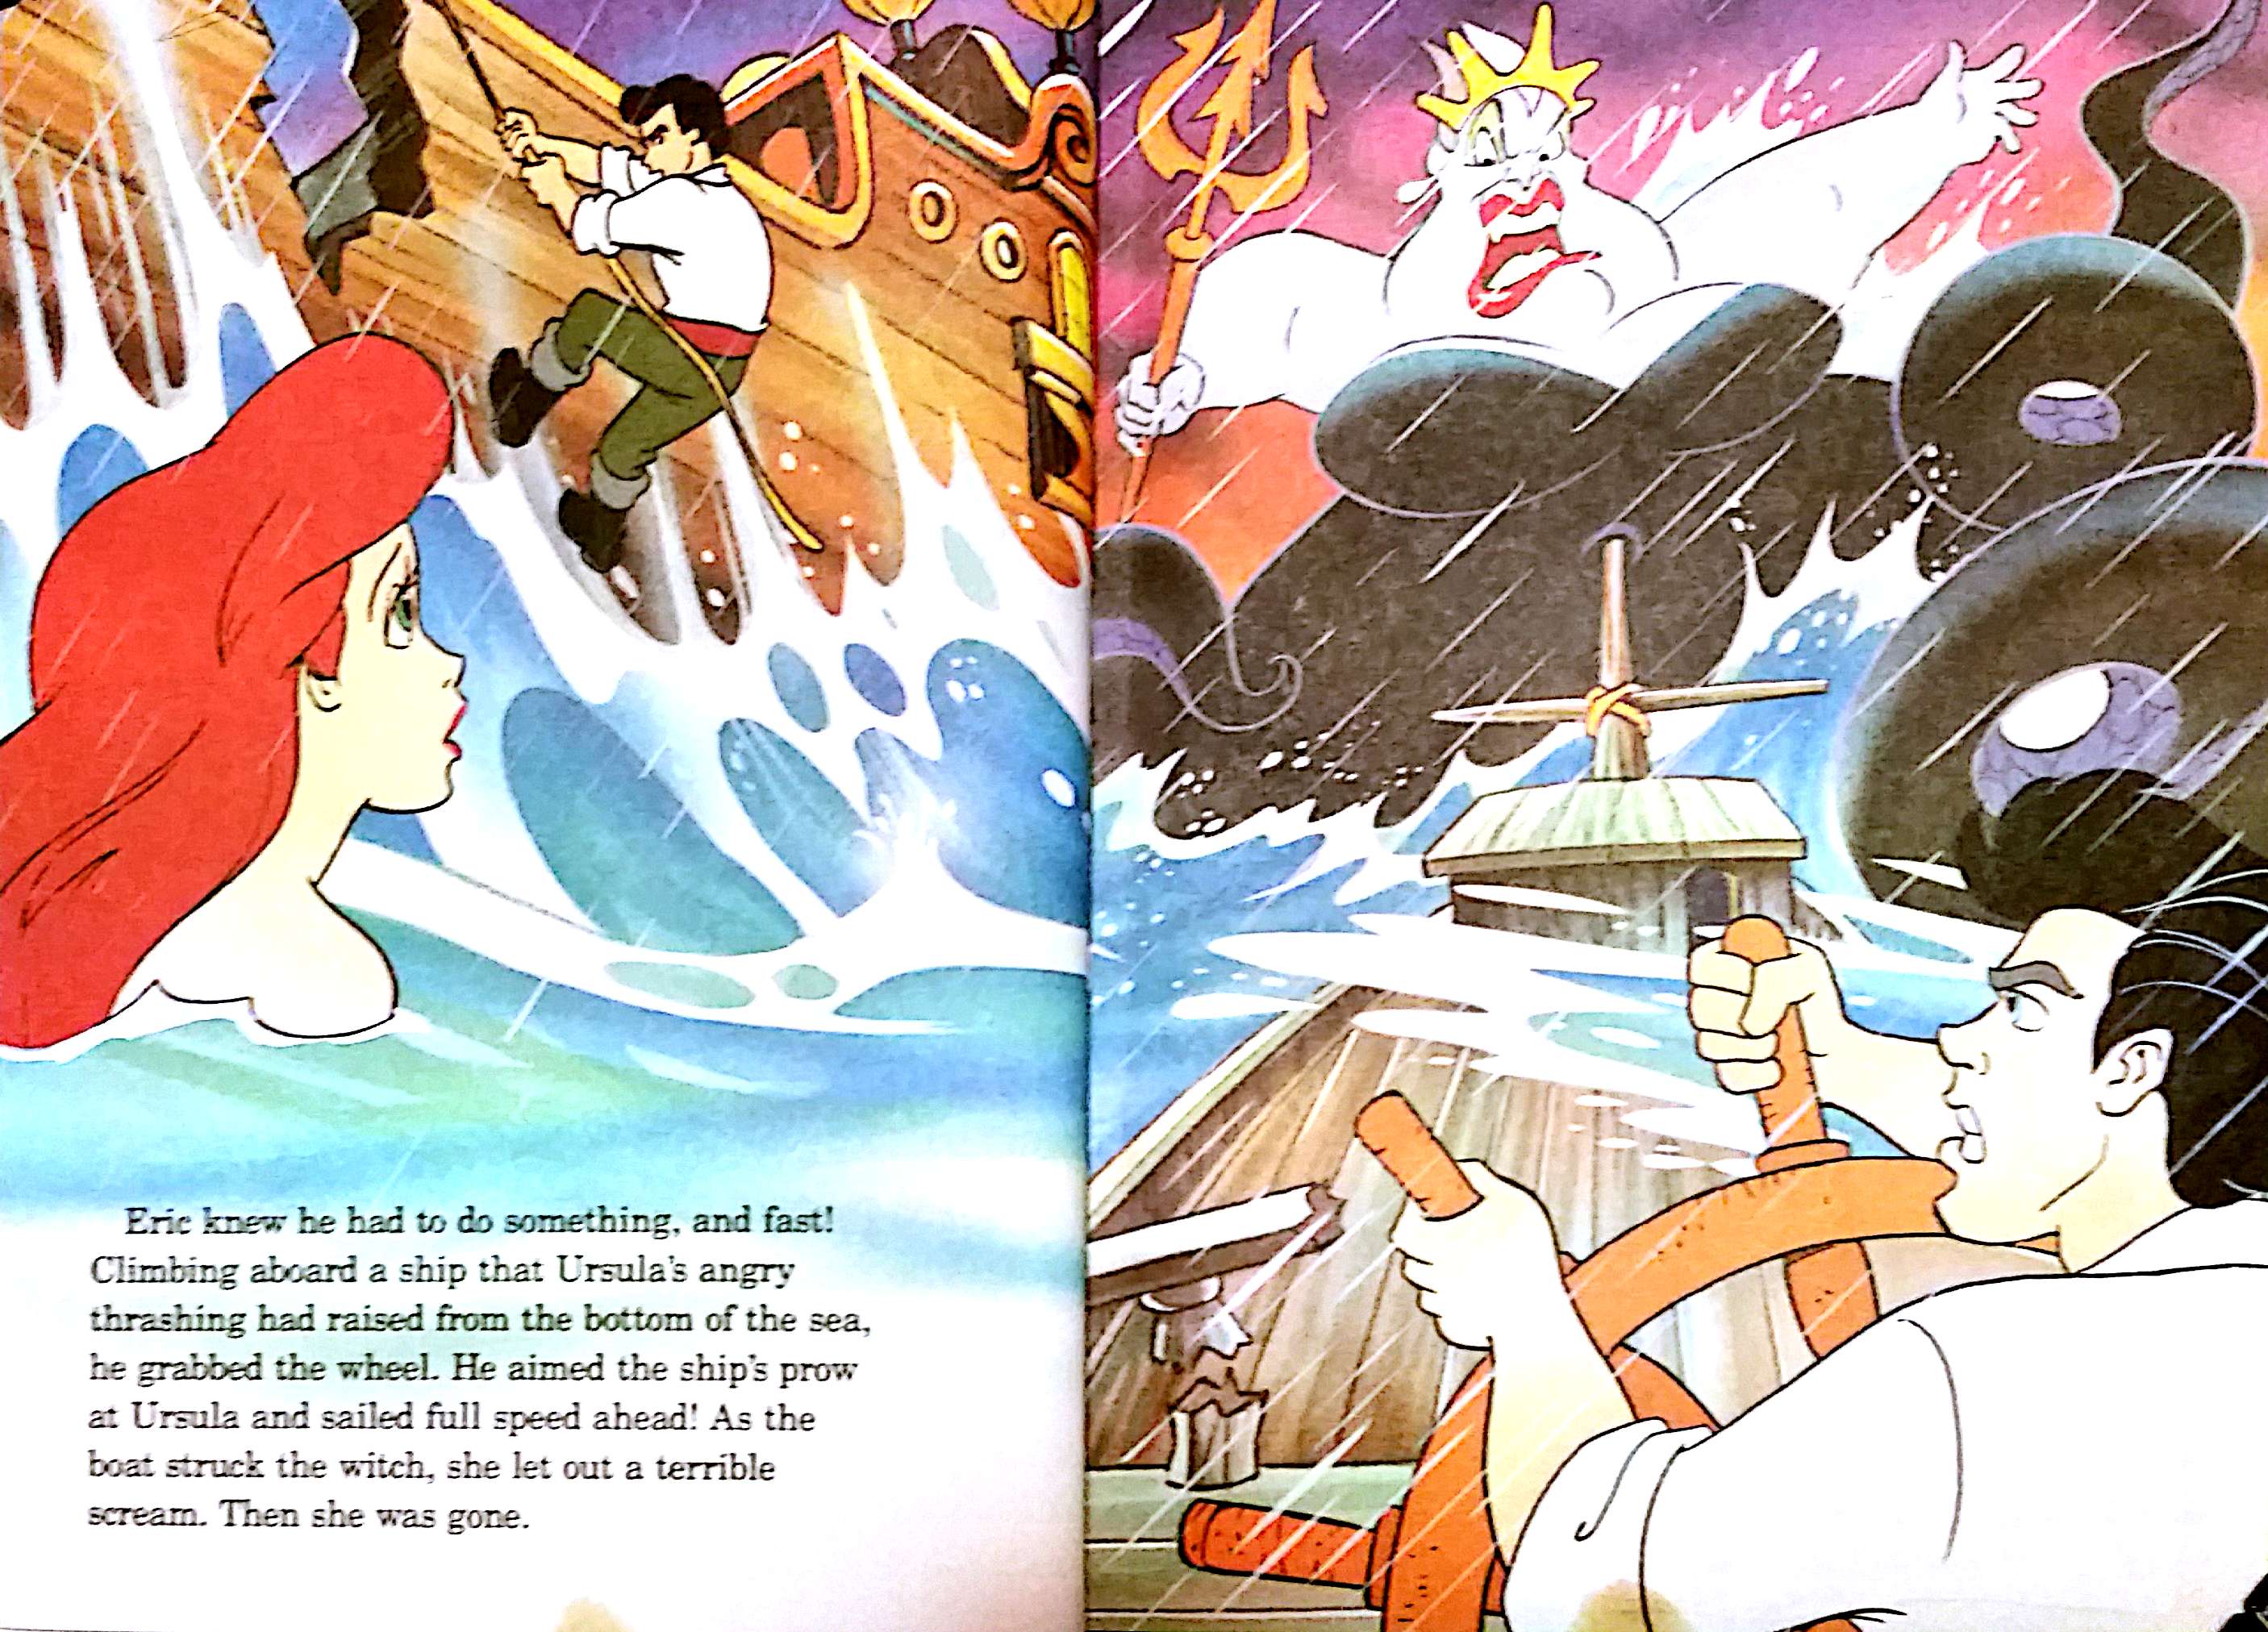 Eric knew he had to do something, and fast!
Climbing aboard a ship that Ursula's angry
thrashing had raised from the bottom of the sea,
he grabbed the wheel. He aimed the ship's prow
at Ursula and sailed full speed ahead! As the
boat struck the witch, she let out a terrible
scream. Then she was gone.